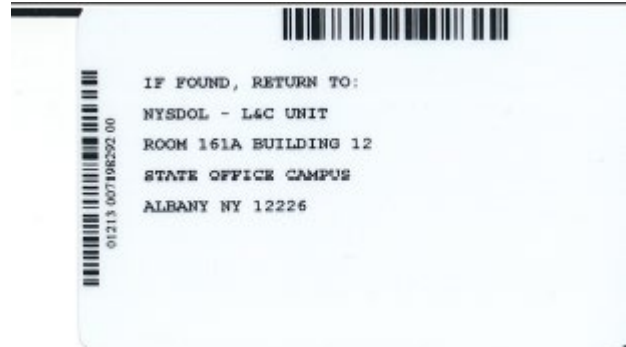 IF FOUND, RETURN TO:
NYSDOL - L&C UNIT
ROOM 161A BUILDING 12
STATE OFFICE CAMPUS
ALBANY NY 12226
01213 007198292 00